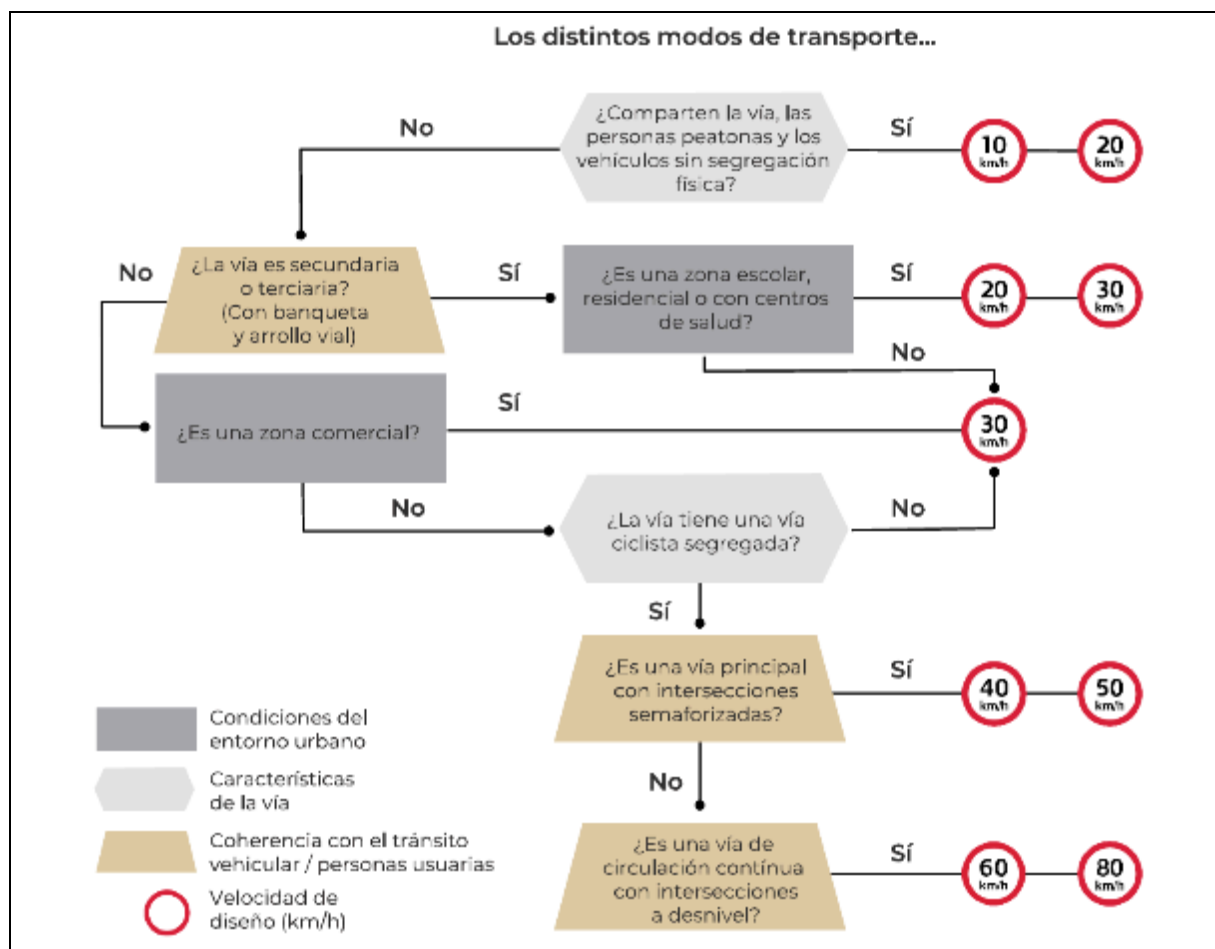 Los distintos modos de transporte...
¿Comparten la vía, las
personas peatonas y los
vehículos sin segregación
física?
No
Sí
10
km/h
20
km/h
¿La vía es secundaria
o terciaria?
(Con banqueta
y arrollo vial)
No
Sí
¿Es una zona escolar,
residencial o con centros
de salud?
Sí
20
km/h
30
km/h
No
¿Es una zona comercial?
Sí
30
km/h
No
¿La vía tiene una vía
ciclista segregada?
No
Sí
¿Es una vía principal
con intersecciones
semaforizadas?
Sí
40
km/h
50
km/h
No
¿Es una vía de
circulación contínua
con intersecciones
a desnivel?
Sí
60
km/h
80
km/h
Condiciones del
entorno urbano
Características
de la vía
Coherencia con el tránsito
vehicular / personas usuarias
Velocidad de
diseño (km/h)